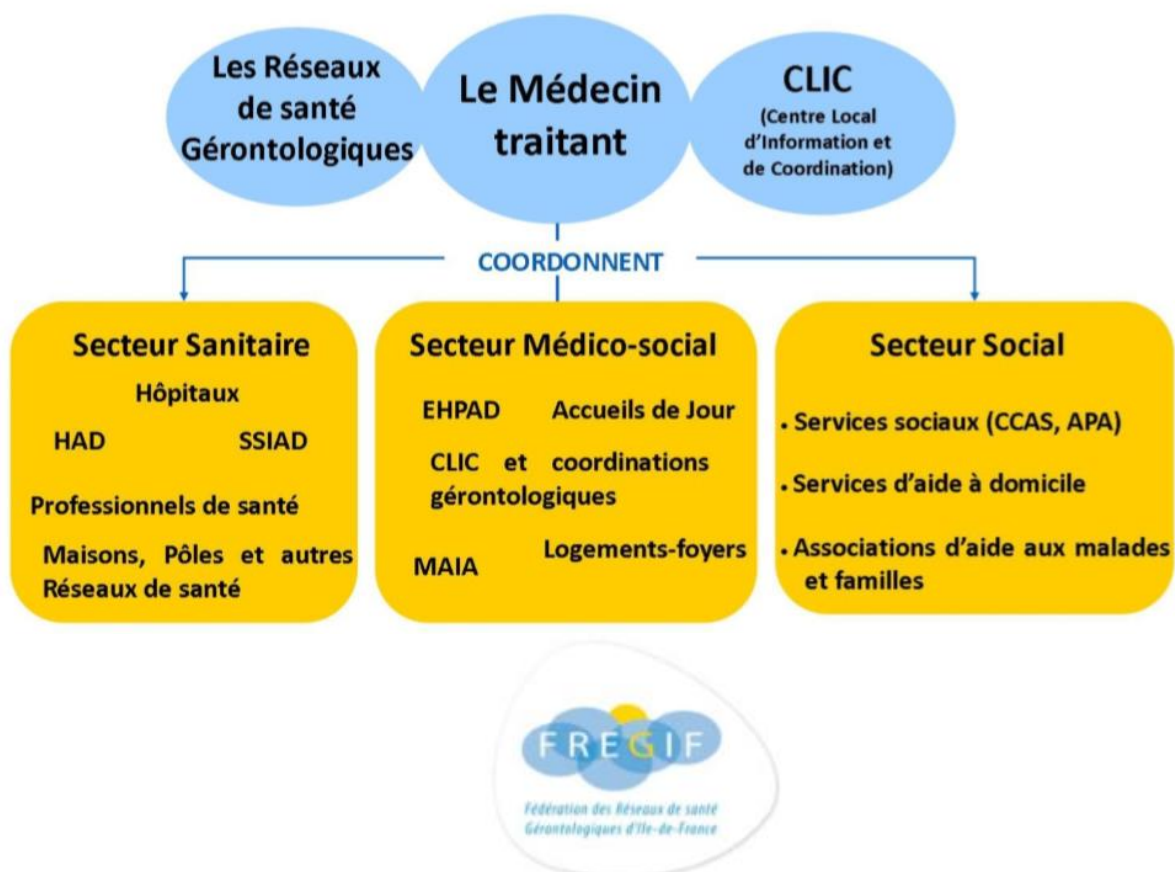 Les Réseaux
de santé
Gérontologiques
Le Médecin
traitant
CLIC
(Centre Local
d'Information et
de Coordination)
COORDONNENT
Secteur Sanitaire
Hôpitaux
HAD SSIAD
Professionnels de santé
Maisons, Pôles et autres
Réseaux de santé
Secteur Médico-social
EHPAD Accueils de Jour
CLIC et coordinations
gérontologiques
Logements-foyers
MAIA
Secteur Social
• Services sociaux (CCAS, APA)
• Services d'aide à domicile
• Associations d'aide aux malades
et familles
FREGIF
Fédération des Réseaux de santé
Gérontologiques d'Ile-de-France